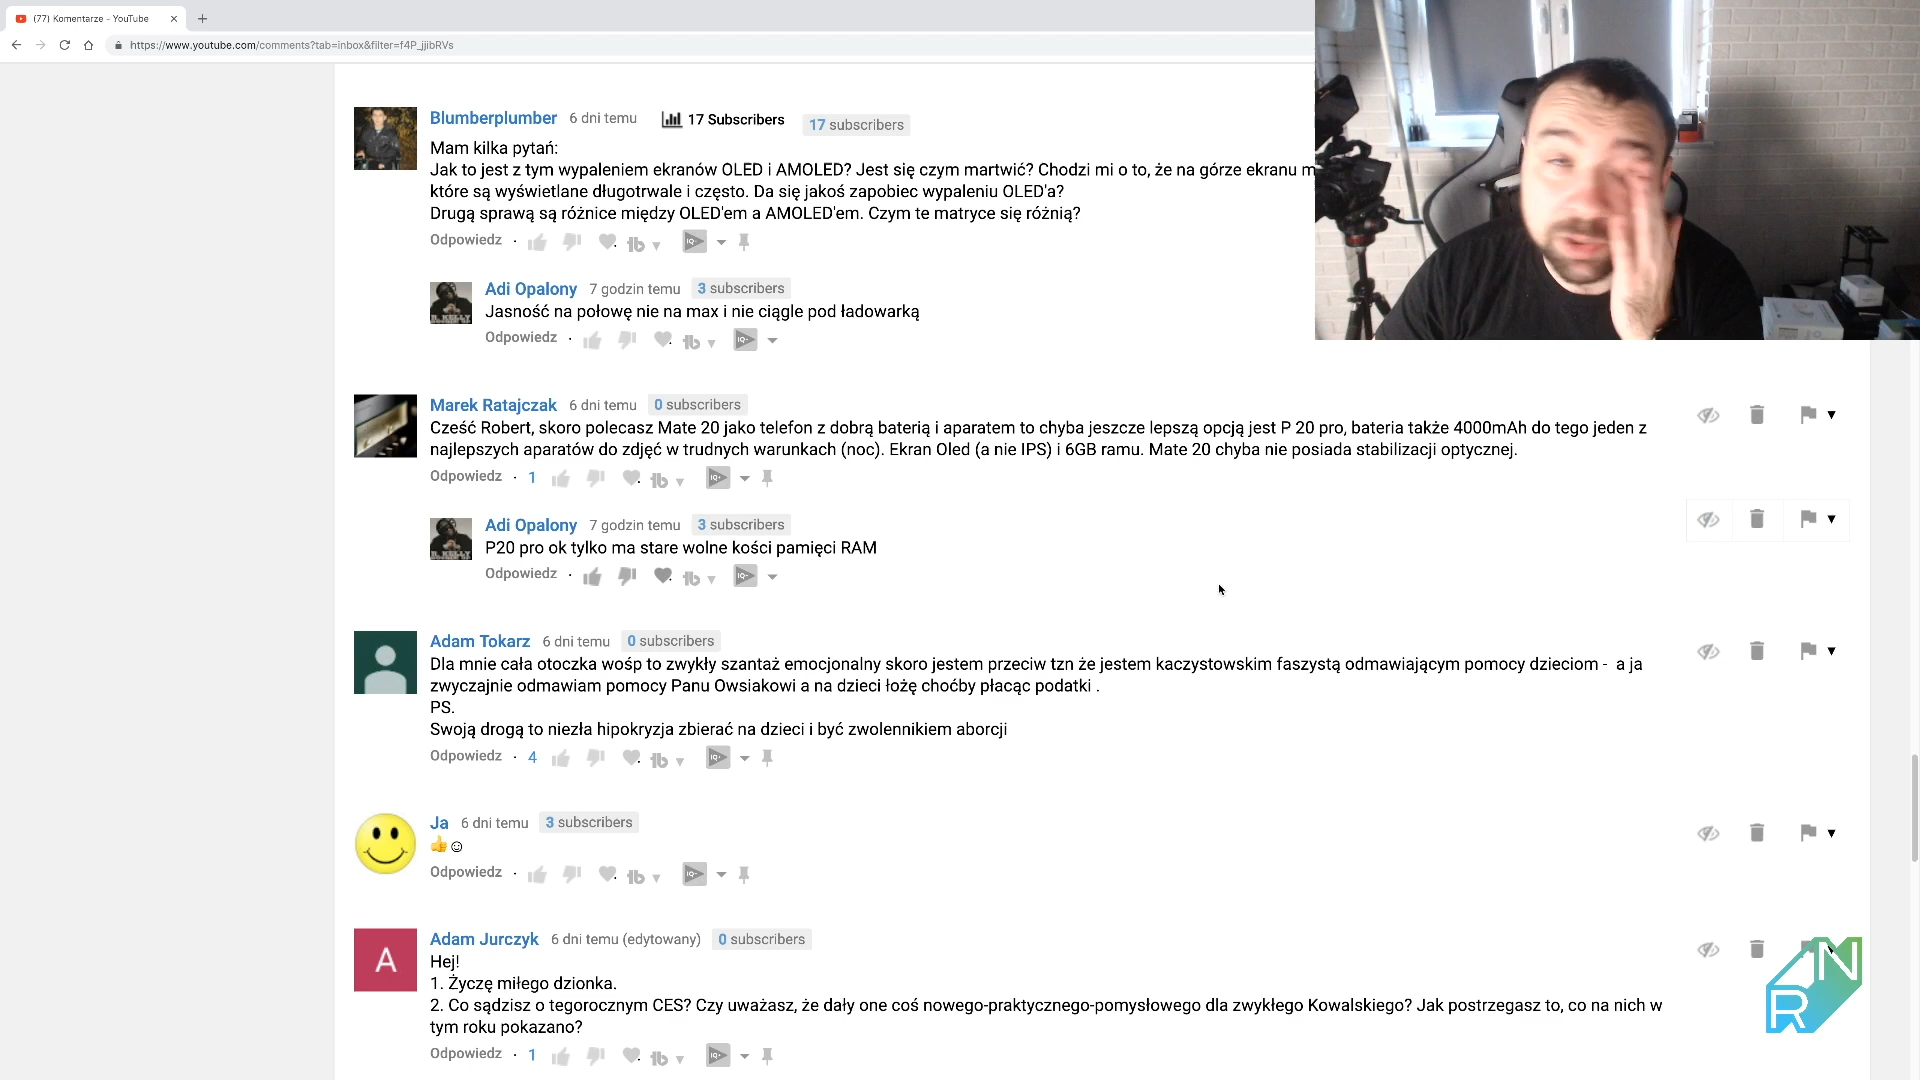 (77) Komentarze - YouTube
https://www.youtube.com/comments?tab=inbox&filter=f4P_jjibRVs
Blumberplumber 6 dni temu 17 Subscribers 17 subscribers
Mam kilka pytań:
Jak to jest z tym wypaleniem ekranów OLED i AMOLED? Jest się czym martwić? Chodzi mi o to, że na górze ekranu m
które są wyświetlane długotrwale i często. Da się jakoś zapobiec wypaleniu OLED'a?
Drugą sprawą są różnice między OLED'em a AMOLED'em. Czym te matryce się różnią?
Odpowiedz
Adi Opalony 7 godzin temu 3 subscribers
Jasność na połowę nie na max i nie ciągle pod ładowarką
Odpowiedz
Marek Ratajczak 6 dni temu 0 subscribers
Cześć Robert, skoro polecasz Mate 20 jako telefon z dobrą baterią i aparatem to chyba jeszcze lepszą opcją jest P 20 pro, bateria także 4000mAh do tego jeden z
najlepszych aparatów do zdjęć w trudnych warunkach (noc). Ekran Oled (a nie IPS) i 6GB ramu. Mate 20 chyba nie posiada stabilizacji optycznej.
Odpowiedz · 1
Adi Opalony 7 godzin temu 3 subscribers
P20 pro ok tylko ma stare wolne kości pamięci RAM
Odpowiedz
Adam Tokarz 6 dni temu 0 subscribers
Dla mnie cała otoczka wośp to zwykły szantaż emocjonalny skoro jestem przeciw tzn że jestem kaczystowskim faszystą odmawiającym pomocy dzieciom - a ja
zwyczajnie odmawiam pomocy Panu Owsiakowi a na dzieci łożę choćby płacąc podatki .
PS.
Swoją drogą to niezła hipokryzja zbierać na dzieci i być zwolennikiem aborcji
Odpowiedz · 4
Ja 6 dni temu 3 subscribers
👍☺
Odpowiedz
A
Adam Jurczyk 6 dni temu (edytowany) 0 subscribers
Hej!
1. Życzę miłego dzionka.
2. Co sądzisz o tegorocznym CES? Czy uważasz, że dały one coś nowego-praktycznego-pomysłowego dla zwykłego Kowalskiego? Jak postrzegasz to, co na nich w
tym roku pokazano?
Odpowiedz · 1
RN